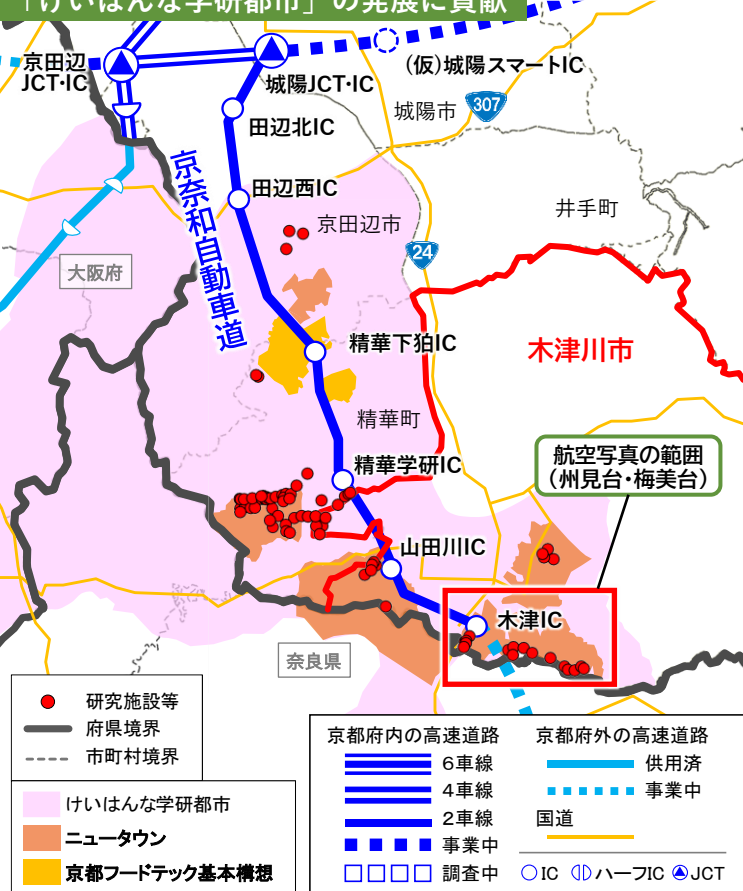 「けいはんな学研都市」の発展に貢献
京田辺
JCT・IC
城陽JCT・IC
(仮)城陽スマートIC
城陽市
307
田辺北IC
田辺西IC
京奈和自動車道
京田辺市
井手町
24
大阪府
精華下狛IC
木津川市
精華町
精華学研IC
航空写真の範囲
(州見台・梅美台)
山田川IC
木津IC
奈良県
研究施設等
府県境界
市町村境界
けいはんな学研都市
ニュータウン
京都フードテック基本構想
京都府内の高速道路
6車線
4車線
2車線
事業中
調査中
京都府外の高速道路
供用済
事業中
国道
IC ハーフIC JCT